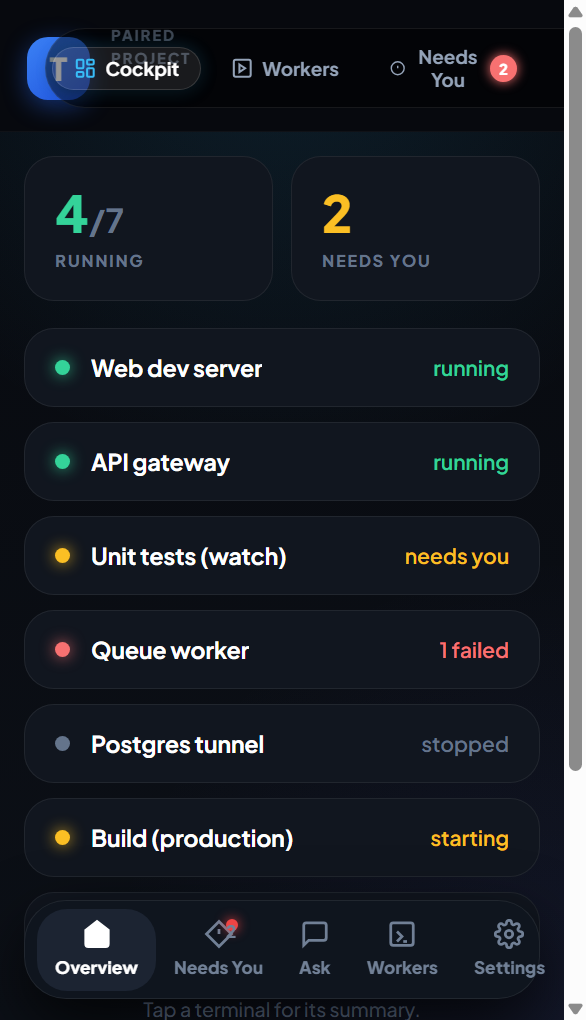 PAIRED
PROJECT
T
Cockpit
Workers
Needs
You
2
4/7
RUNNING
2
NEEDS YOU
Web dev server
running
API gateway
running
Unit tests (watch)
needs you
Queue worker
1 failed
Postgres tunnel
stopped
Build (production)
starting
Overview
Needs You
Ask
Workers
Settings
Tap a terminal for its summary.